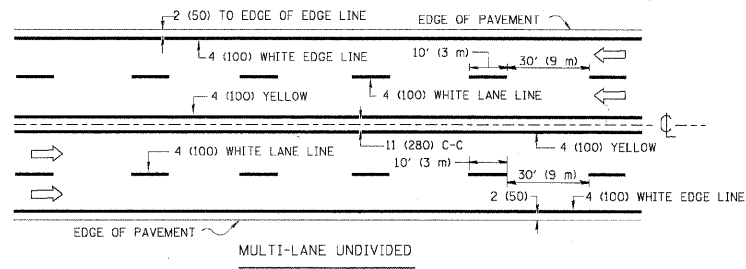 2 (50) TO EDGE OF EDGE LINE
EDGE OF PAVEMENT
4 (100) WHITE EDGE LINE
10' (3 m)
30' (9 m)
4 (100) YELLOW
4 (100) WHITE LANE LINE
4 (100) WHITE LANE LINE
11 (280) C-C
4 (100) YELLOW
10' (3 m)
30' (9 m)
2 (50)
4 (100) WHITE EDGE LINE
EDGE OF PAVEMENT
MULTI-LANE UNDIVIDED